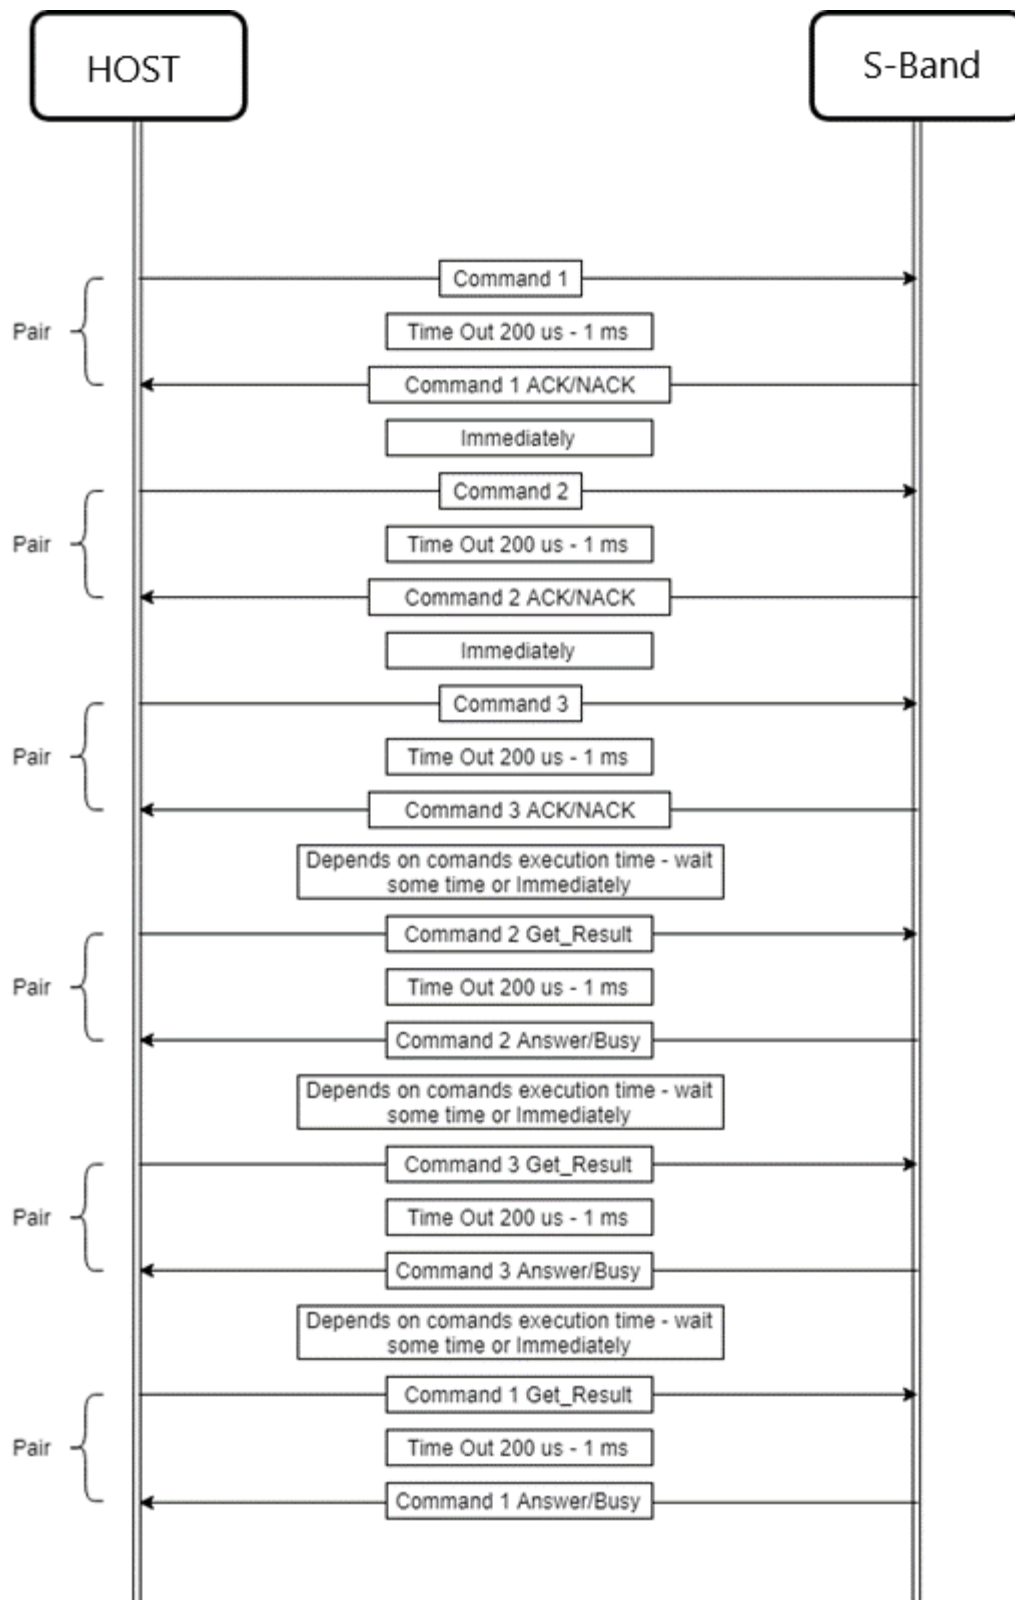 HOST
S-Band
Command 1
Pair
Time Out 200 us - 1 ms
Command 1 ACK/NACK
Immediately
Command 2
Pair
Time Out 200 us - 1 ms
Command 2 ACK/NACK
Immediately
Command 3
Pair
Time Out 200 us - 1 ms
Command 3 ACK/NACK
Depends on comands execution time - wait
some time or Immediately
Command 2 Get_Result
Pair
Time Out 200 us - 1 ms
Command 2 Answer/Busy
Depends on comands execution time - wait
some time or Immediately
Command 3 Get_Result
Pair
Time Out 200 us - 1 ms
Command 3 Answer/Busy
Depends on comands execution time - wait
some time or Immediately
Command 1 Get_Result
Pair
Time Out 200 us - 1 ms
Command 1 Answer/Busy